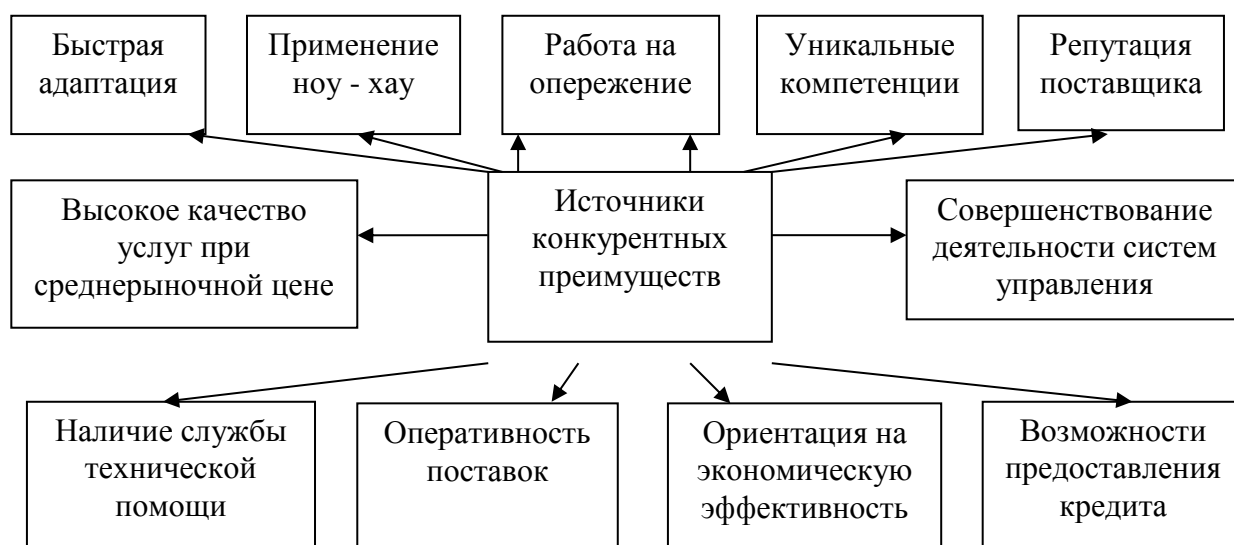 Быстрая
адаптация
Применение
ноу - хау
Работа на
опережение
Уникальные
компетенции
Репутация
поставщика
Высокое качество
услуг при
среднерыночной цене
Источники
конкурентных
преимуществ
Совершенствование
деятельности систем
управления
Наличие службы
технической
помощи
Оперативность
поставок
Ориентация на
экономическую
эффективность
Возможности
предоставления
кредита